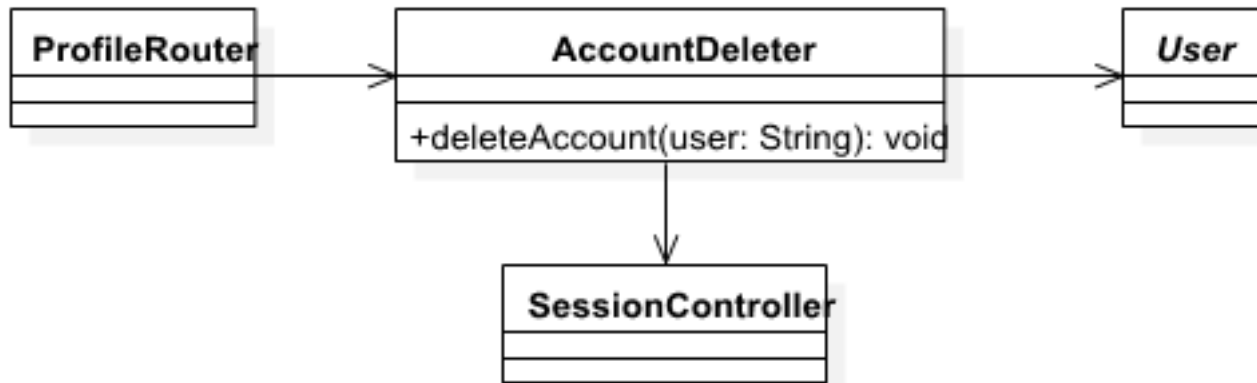 ProfileRouter
AccountDeleter
User
+deleteAccount(user: String): void
SessionController